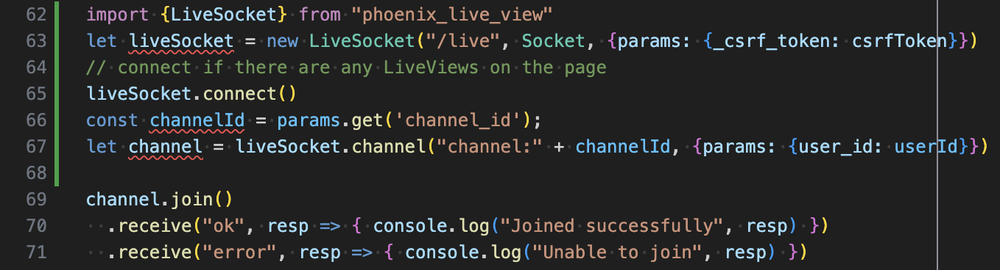 62 import {LiveSocket} from "phoenix_live_view"
63 let liveSocket = new LiveSocket("/live", Socket, {params: {_csrf_token: csrfToken}})
64 // connect if there are any LiveViews on the page
65 liveSocket.connect()
66 const channelId = params.get('channel_id');
67 let channel = liveSocket.channel("channel:" + channelId, {params: {user_id: userId}})
68
69 channel.join()
70   .receive("ok", resp => { console.log("Joined successfully", resp) })
71   .receive("error", resp => { console.log("Unable to join", resp) })